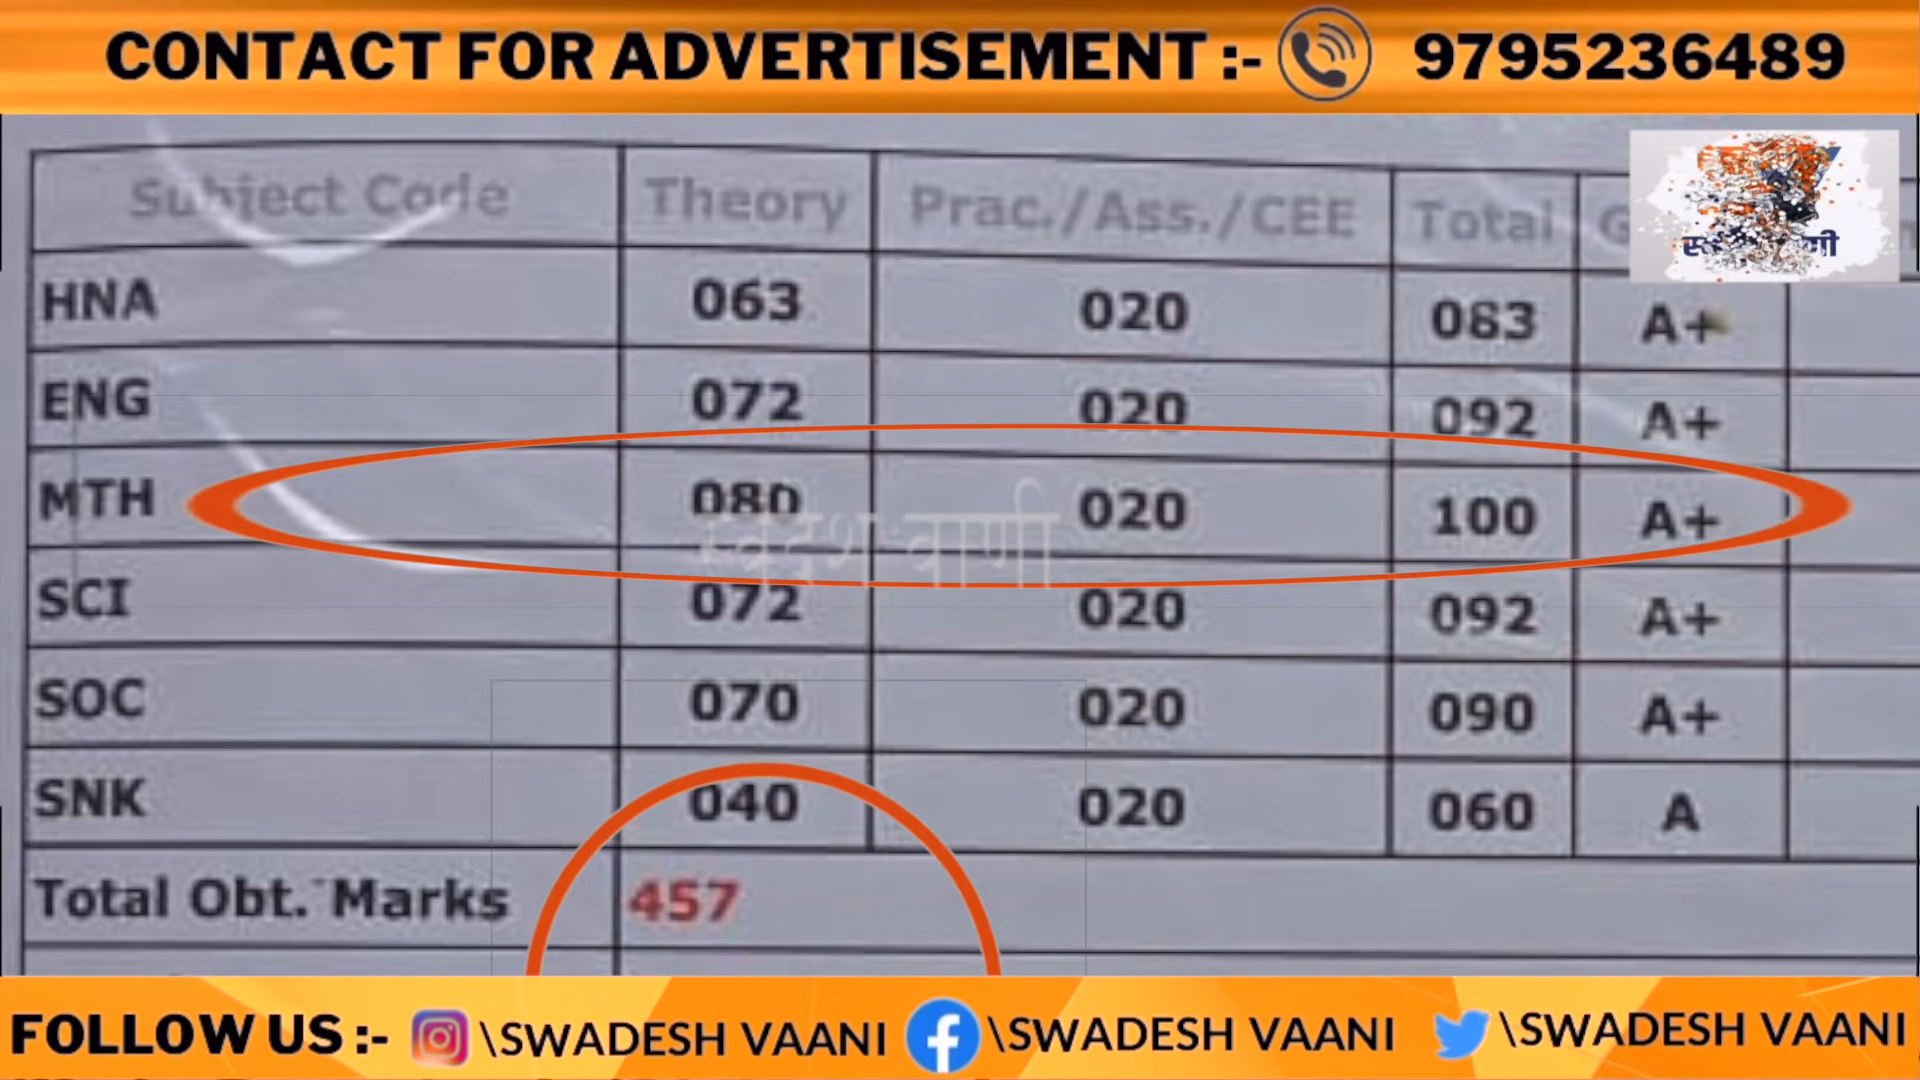 CONTACT FOR ADVERTISEMENT :- 9795236489
Subject Code Theory Prac./Ass./CEE Total
HNA 063 020 083 A+
ENG 072 020 092 A+
MTH 080 020 100 A+
स्वदेश वाणी
SCI 072 020 092 A+
SOC 070 020 090 A+
SNK 040 020 060 A
Total Obt. Marks 457
FOLLOW US :- \SWADESH VAANI \SWADESH VAANI \SWADESH VAANI